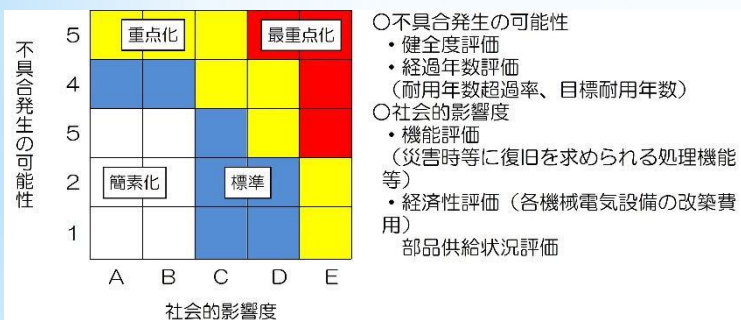 不具合発生の可能性
5
4
5
2
1
重点化
最重点化
簡素化
標準
A B C D E
社会的影響度
○不具合発生の可能性
・健全度評価
・経過年数評価
（耐用年数超過率、目標耐用年数）
○社会的影響度
・機能評価
（災害時等に復旧を求められる処理機能
等）
・経済性評価（各機械電気設備の改築費
用）
部品供給状況評価